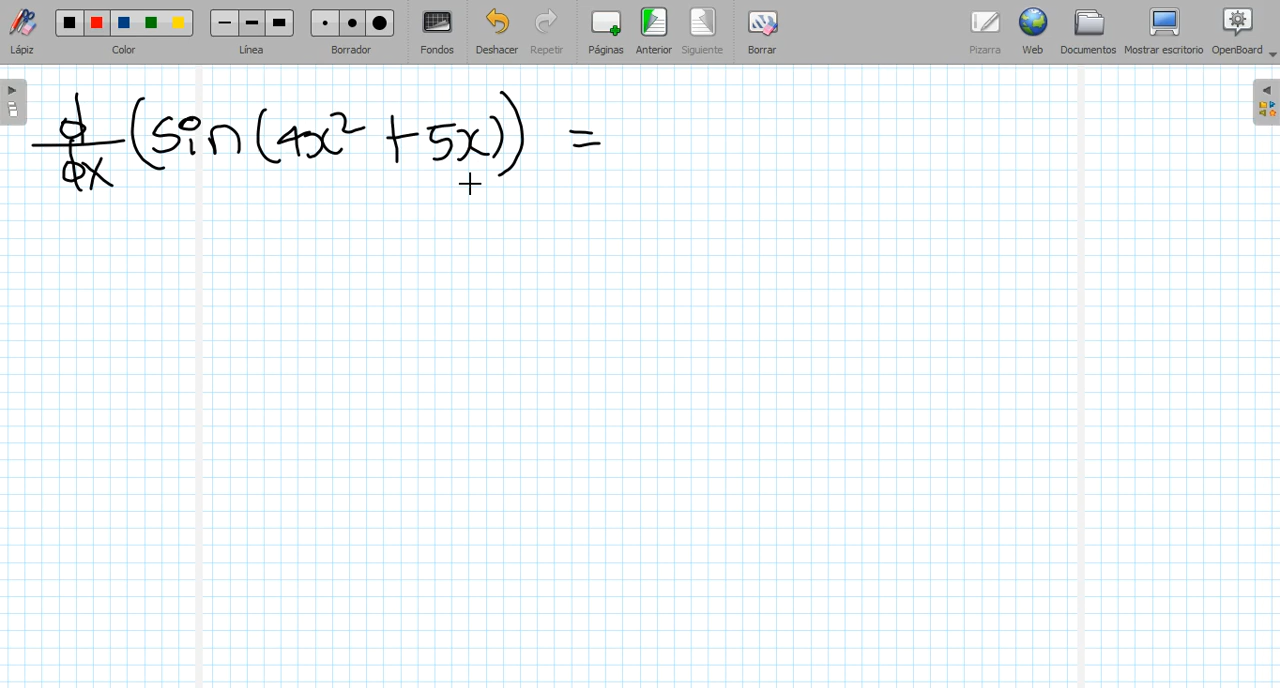 Lápiz Color Línea Borrador Fondos Deshacer Repetir Páginas Anterior Siguiente Borrar Pizarra Web Documentos Mostrar escritorio OpenBoard
d/dx (sin(4x² + 5x)) =